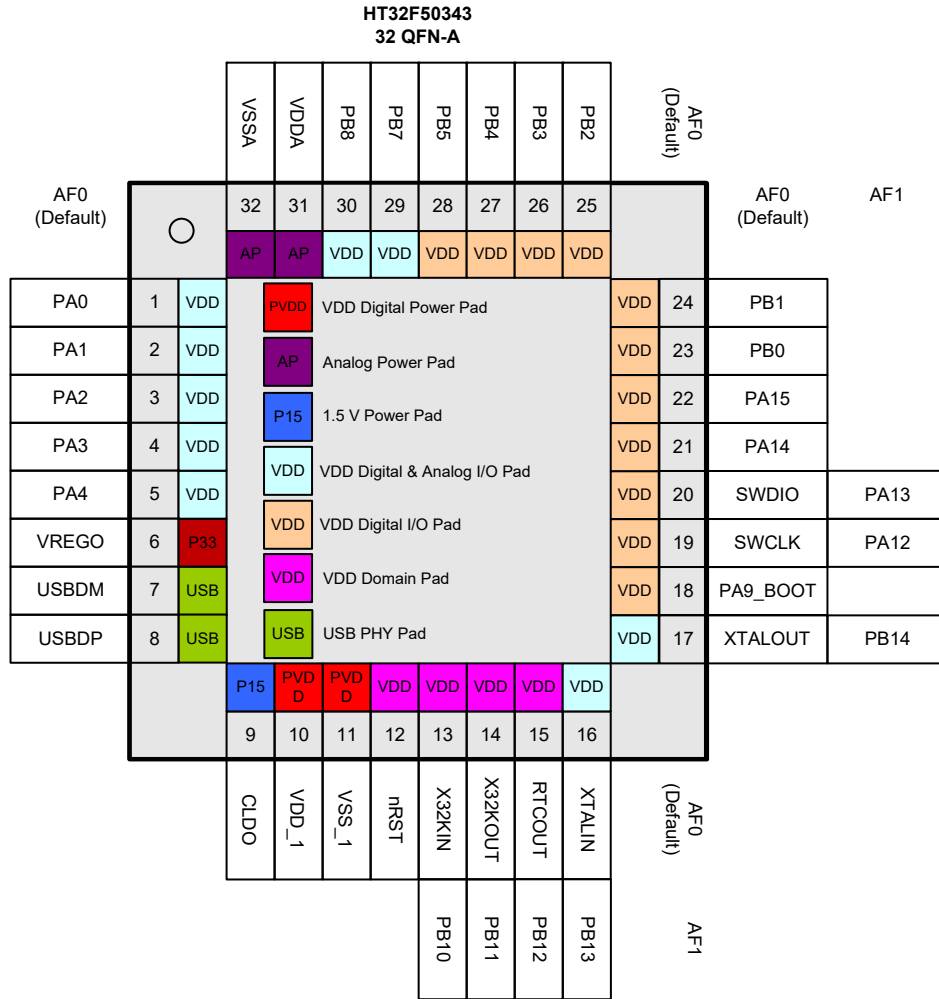 HT32F50343
32 QFN-A
VSSA
VDDA
PB8
PB7
PB5
PB4
PB3
PB2
AF0
(Default)
AF0
(Default)
32 31 30 29 28 27 26 25
AF0
(Default)
AF1
AP AP VDD VDD VDD VDD VDD VDD
PA0 1 VDD
PA1 2 VDD
PA2 3 VDD
PA3 4 VDD
PA4 5 VDD
VREGO 6 P33
USBDM 7 USB
USBDP 8 USB
PVDD VDD Digital Power Pad
AP Analog Power Pad
P15 1.5 V Power Pad
VDD VDD Digital & Analog I/O Pad
VDD VDD Digital I/O Pad
VDD VDD Domain Pad
USB USB PHY Pad
VDD 24 PB1
VDD 23 PB0
VDD 22 PA15
VDD 21 PA14
VDD 20 SWDIO PA13
VDD 19 SWCLK PA12
VDD 18 PA9_BOOT
VDD 17 XTALOUT PB14
P15 PVD
D PVD
D VDD VDD VDD VDD VDD
9 10 11 12 13 14 15 16
CLDO
VDD_1
VSS_1
nRST
X32KIN
X32KOUT
RTCOUT
XTALIN
AF0
(Default)
PB10
PB11
PB12
PB13
AF1